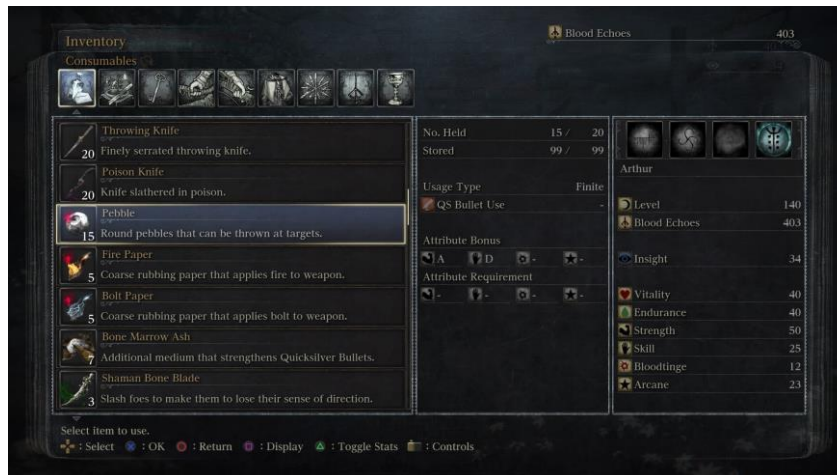 Inventory
Blood Echoes 403
Consumables
Throwing Knife
20 Finely serrated throwing knife.
Poison Knife
20 Knife slathered in poison.
Pebble
15 Round pebbles that can be thrown at targets.
Fire Paper
5 Coarse rubbing paper that applies fire to weapon.
Bolt Paper
5 Coarse rubbing paper that applies bolt to weapon.
Bone Marrow Ash
7 Additional medium that strengthens Quicksilver Bullets.
Shaman Bone Blade
3 Slash foes to make them to lose their sense of direction.
No. Held 15 / 20
Stored 99 / 99
Usage Type Finite
QS Bullet Use -
Attribute Bonus
A D - -
Attribute Requirement
- - - -
Arthur
Level 140
Blood Echoes 403
Insight 34
Vitality 40
Endurance 40
Strength 50
Skill 25
Bloodtinge 12
Arcane 23
Select item to use.
: Select : OK : Return : Display : Toggle Stats : Controls